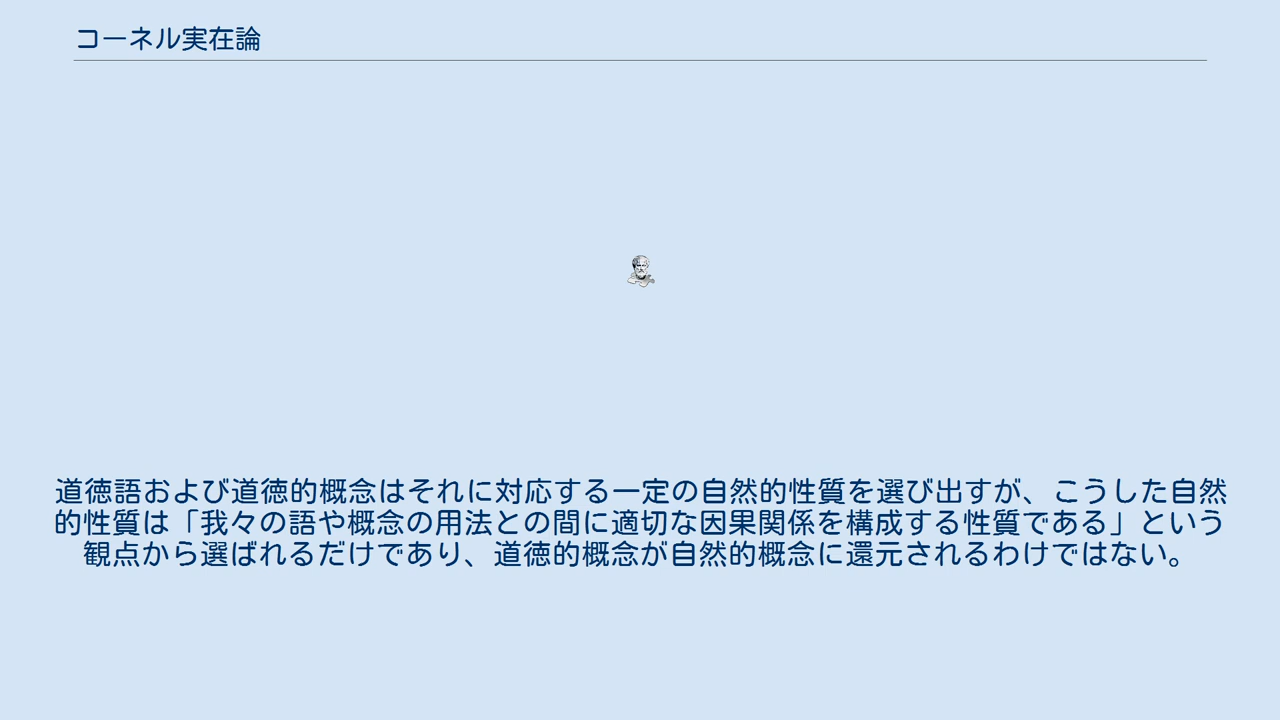 コーネル実在論
道徳語および道徳的概念はそれに対応する一定の自然的性質を選び出すが、こうした自然
的性質は「我々の語や概念の用法との間に適切な因果関係を構成する性質である」という
観点から選ばれるだけであり、道徳的概念が自然的概念に還元されるわけではない。